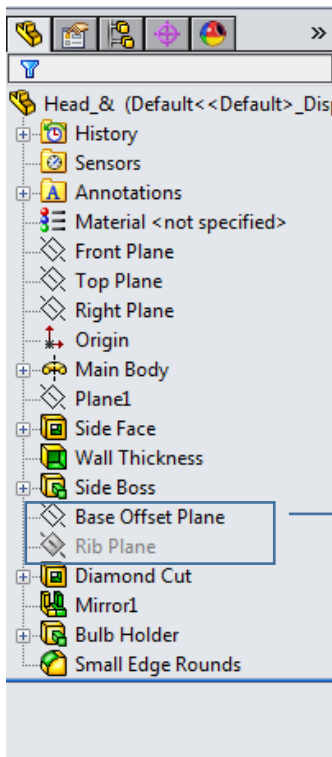 »
Head_& (Default<<Default>_Dis
History
Sensors
A Annotations
Material <not specified>
Front Plane
Top Plane
Right Plane
Origin
Main Body
Plane1
Side Face
Wall Thickness
Side Boss
Base Offset Plane
Rib Plane
Diamond Cut
Mirror1
Bulb Holder
Small Edge Rounds